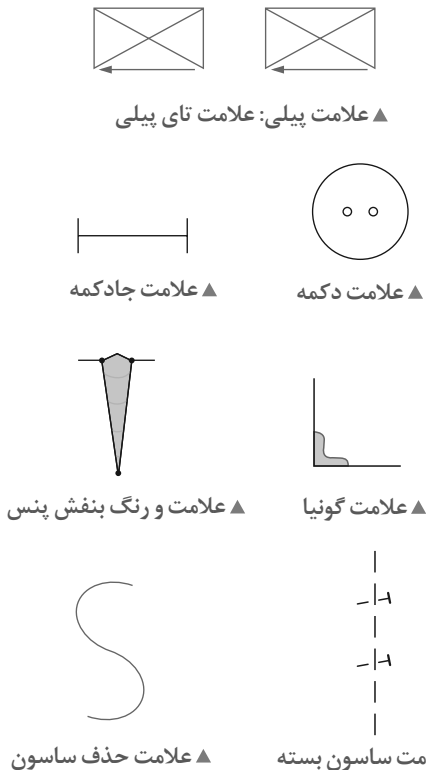 ▲ علامت پیلی: علامت تای پیلی
▲ علامت دکمه
▲ علامت جادکمه
▲ علامت گونیا
▲ علامت و رنگ بنفش پنس
مت ساسون بسته
▲ علامت حذف ساسون